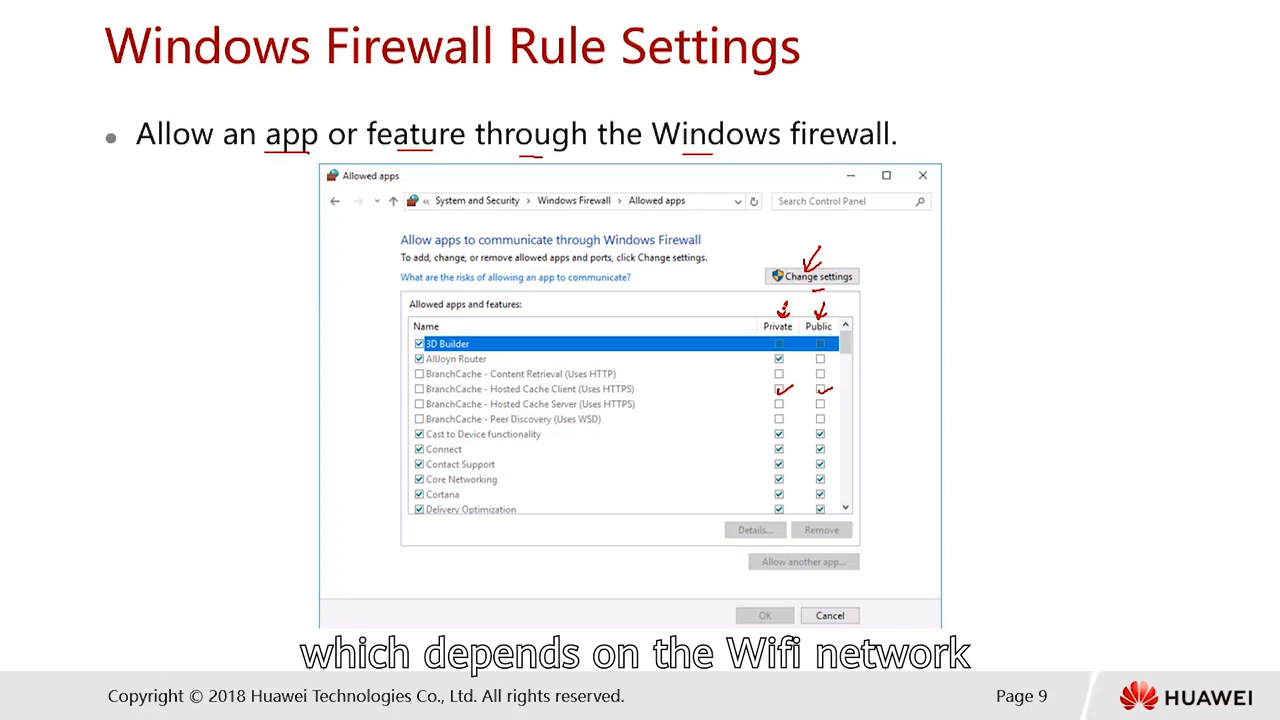 Windows Firewall Rule Settings
Allow an app or feature through the Windows firewall.
Allowed apps
« System and Security › Windows Firewall › Allowed apps
Search Control Panel
Allow apps to communicate through Windows Firewall
To add, change, or remove allowed apps and ports, click Change settings.
What are the risks of allowing an app to communicate?
Change settings
Allowed apps and features:
Name Private Public
3D Builder
AllJoyn Router
BranchCache - Content Retrieval (Uses HTTP)
BranchCache - Hosted Cache Client (Uses HTTPS)
BranchCache - Hosted Cache Server (Uses HTTPS)
BranchCache - Peer Discovery (Uses WSD)
Cast to Device functionality
Connect
Contact Support
Core Networking
Cortana
Delivery Optimization
Details... Remove
Allow another app...
OK Cancel
which depends on the Wifi network
Copyright © 2018 Huawei Technologies Co., Ltd. All rights reserved.
Page 9
HUAWEI